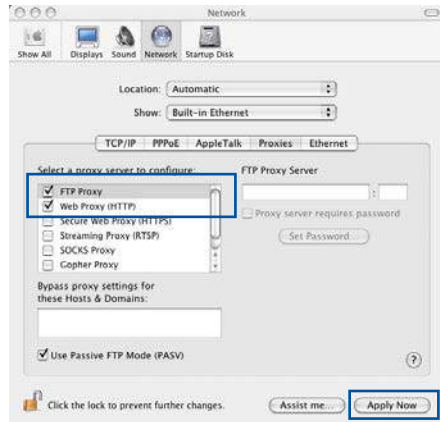 Network
Show All Displays Sound Network Startup Disk
Location: Automatic
Show: Built-in Ethernet
TCP/IP PPPoE AppleTalk Proxies Ethernet
Select a proxy server to configure: FTP Proxy Server
FTP Proxy :
Web Proxy (HTTP)
Secure Web Proxy (HTTPS) Proxy server requires password
Streaming Proxy (RTSP) Set Password...
SOCKS Proxy
Gopher Proxy
Bypass proxy settings for
these Hosts & Domains:
Use Passive FTP Mode (PASV) ?
Click the lock to prevent further changes. Assist me... Apply Now